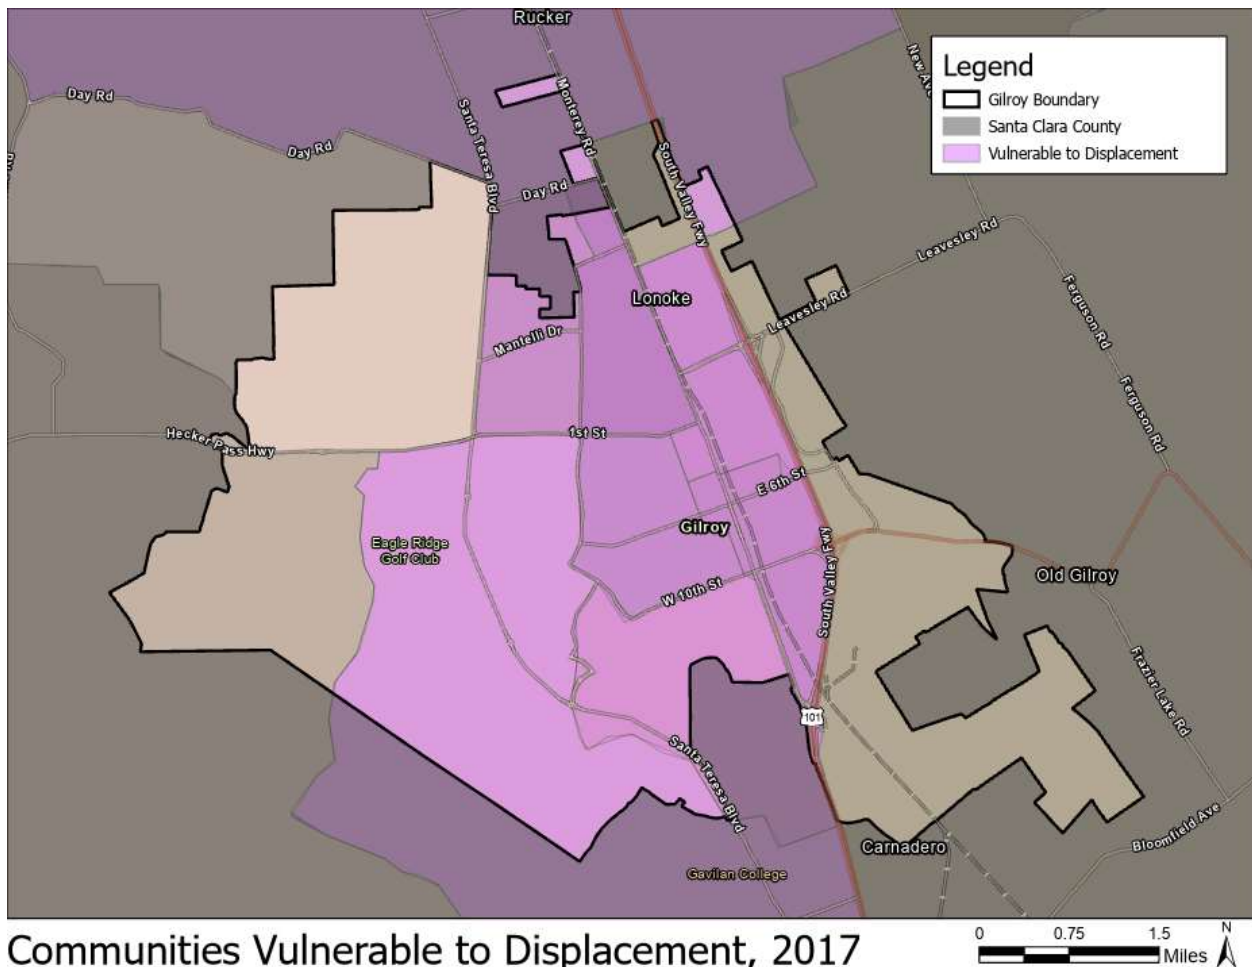 Rucker
New Ave
Legend
Gilroy Boundary
Santa Clara County
Vulnerable to Displacement
Day Rd
Santa Teresa Blvd
Monterey Rd
Day Rd
South Valley Fwy
Day Rd
Leavesley Rd
Lonoke
Leavesley Rd
Ferguson Rd
Mantelli Dr
Ferguson Rd
Hecker Pass Hwy
1st St
E 6th St
Gilroy
Eagle Ridge
Golf Club
Old Gilroy
W 10th St
South Valley Fwy
Frazier Lake Rd
101
Santa Teresa Blvd
Carnadero
Bloomfield Ave
Gavilan College
Communities Vulnerable to Displacement, 2017
0 0.75 1.5
Miles
N